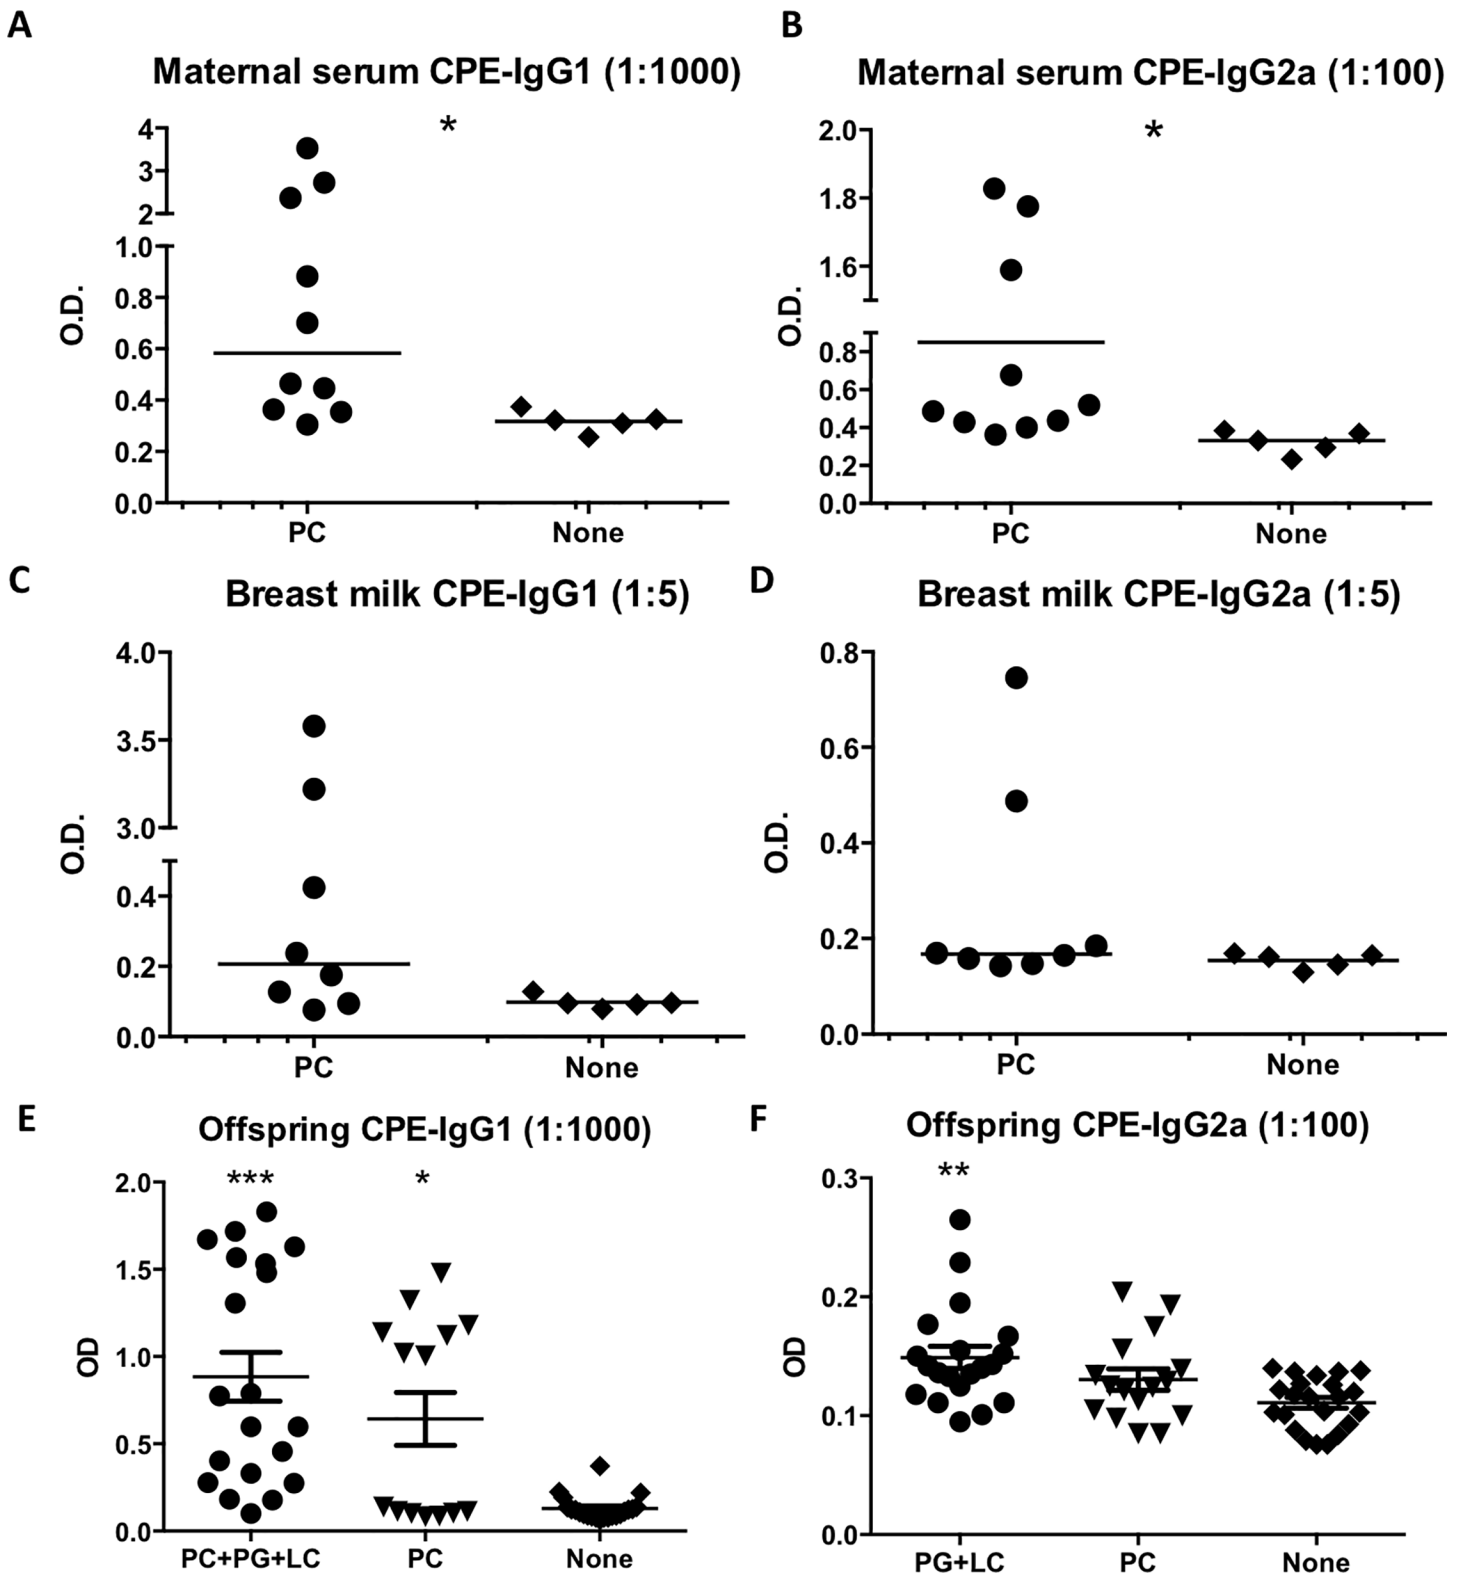 A
Maternal serum CPE-IgG1 (1:1000)
*
4
3
2
1.0
0.8
0.6
0.4
0.2
0.0
O.D.
PC
None
B
Maternal serum CPE-IgG2a (1:100)
*
2.0
1.8
1.6
0.8
0.6
0.4
0.2
0.0
O.D.
PC
None
C
Breast milk CPE-IgG1 (1:5)
4.0
3.5
3.0
0.4
0.2
0.0
O.D.
PC
None
D
Breast milk CPE-IgG2a (1:5)
0.8
0.6
0.4
0.2
0.0
O.D.
PC
None
E
Offspring CPE-IgG1 (1:1000)
***
*
2.0
1.5
1.0
0.5
0.0
OD
PC+PG+LC
PC
None
F
Offspring CPE-IgG2a (1:100)
**
0.3
0.2
0.1
0.0
OD
PG+LC
PC
None